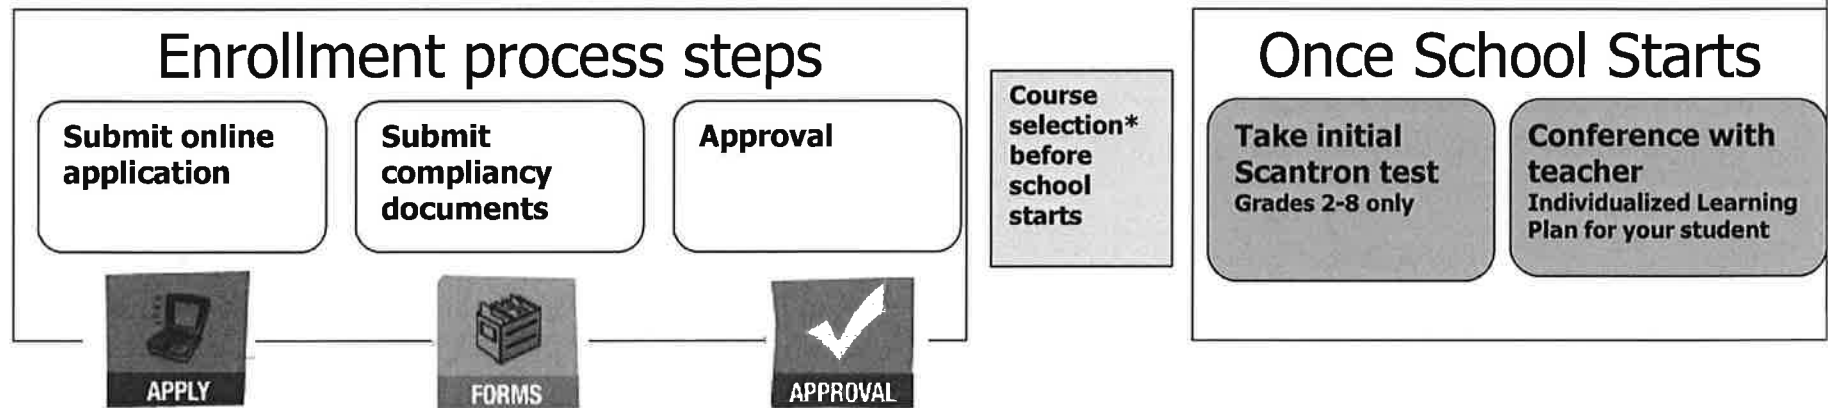 Enrollment process steps
Submit online
application
Submit
compliancy
documents
Approval
APPLY
FORMS
APPROVAL
Course
selection*
before
school
starts
Once School Starts
Take initial
Scantron test
Grades 2-8 only
Conference with
teacher
Individualized Learning
Plan for your student